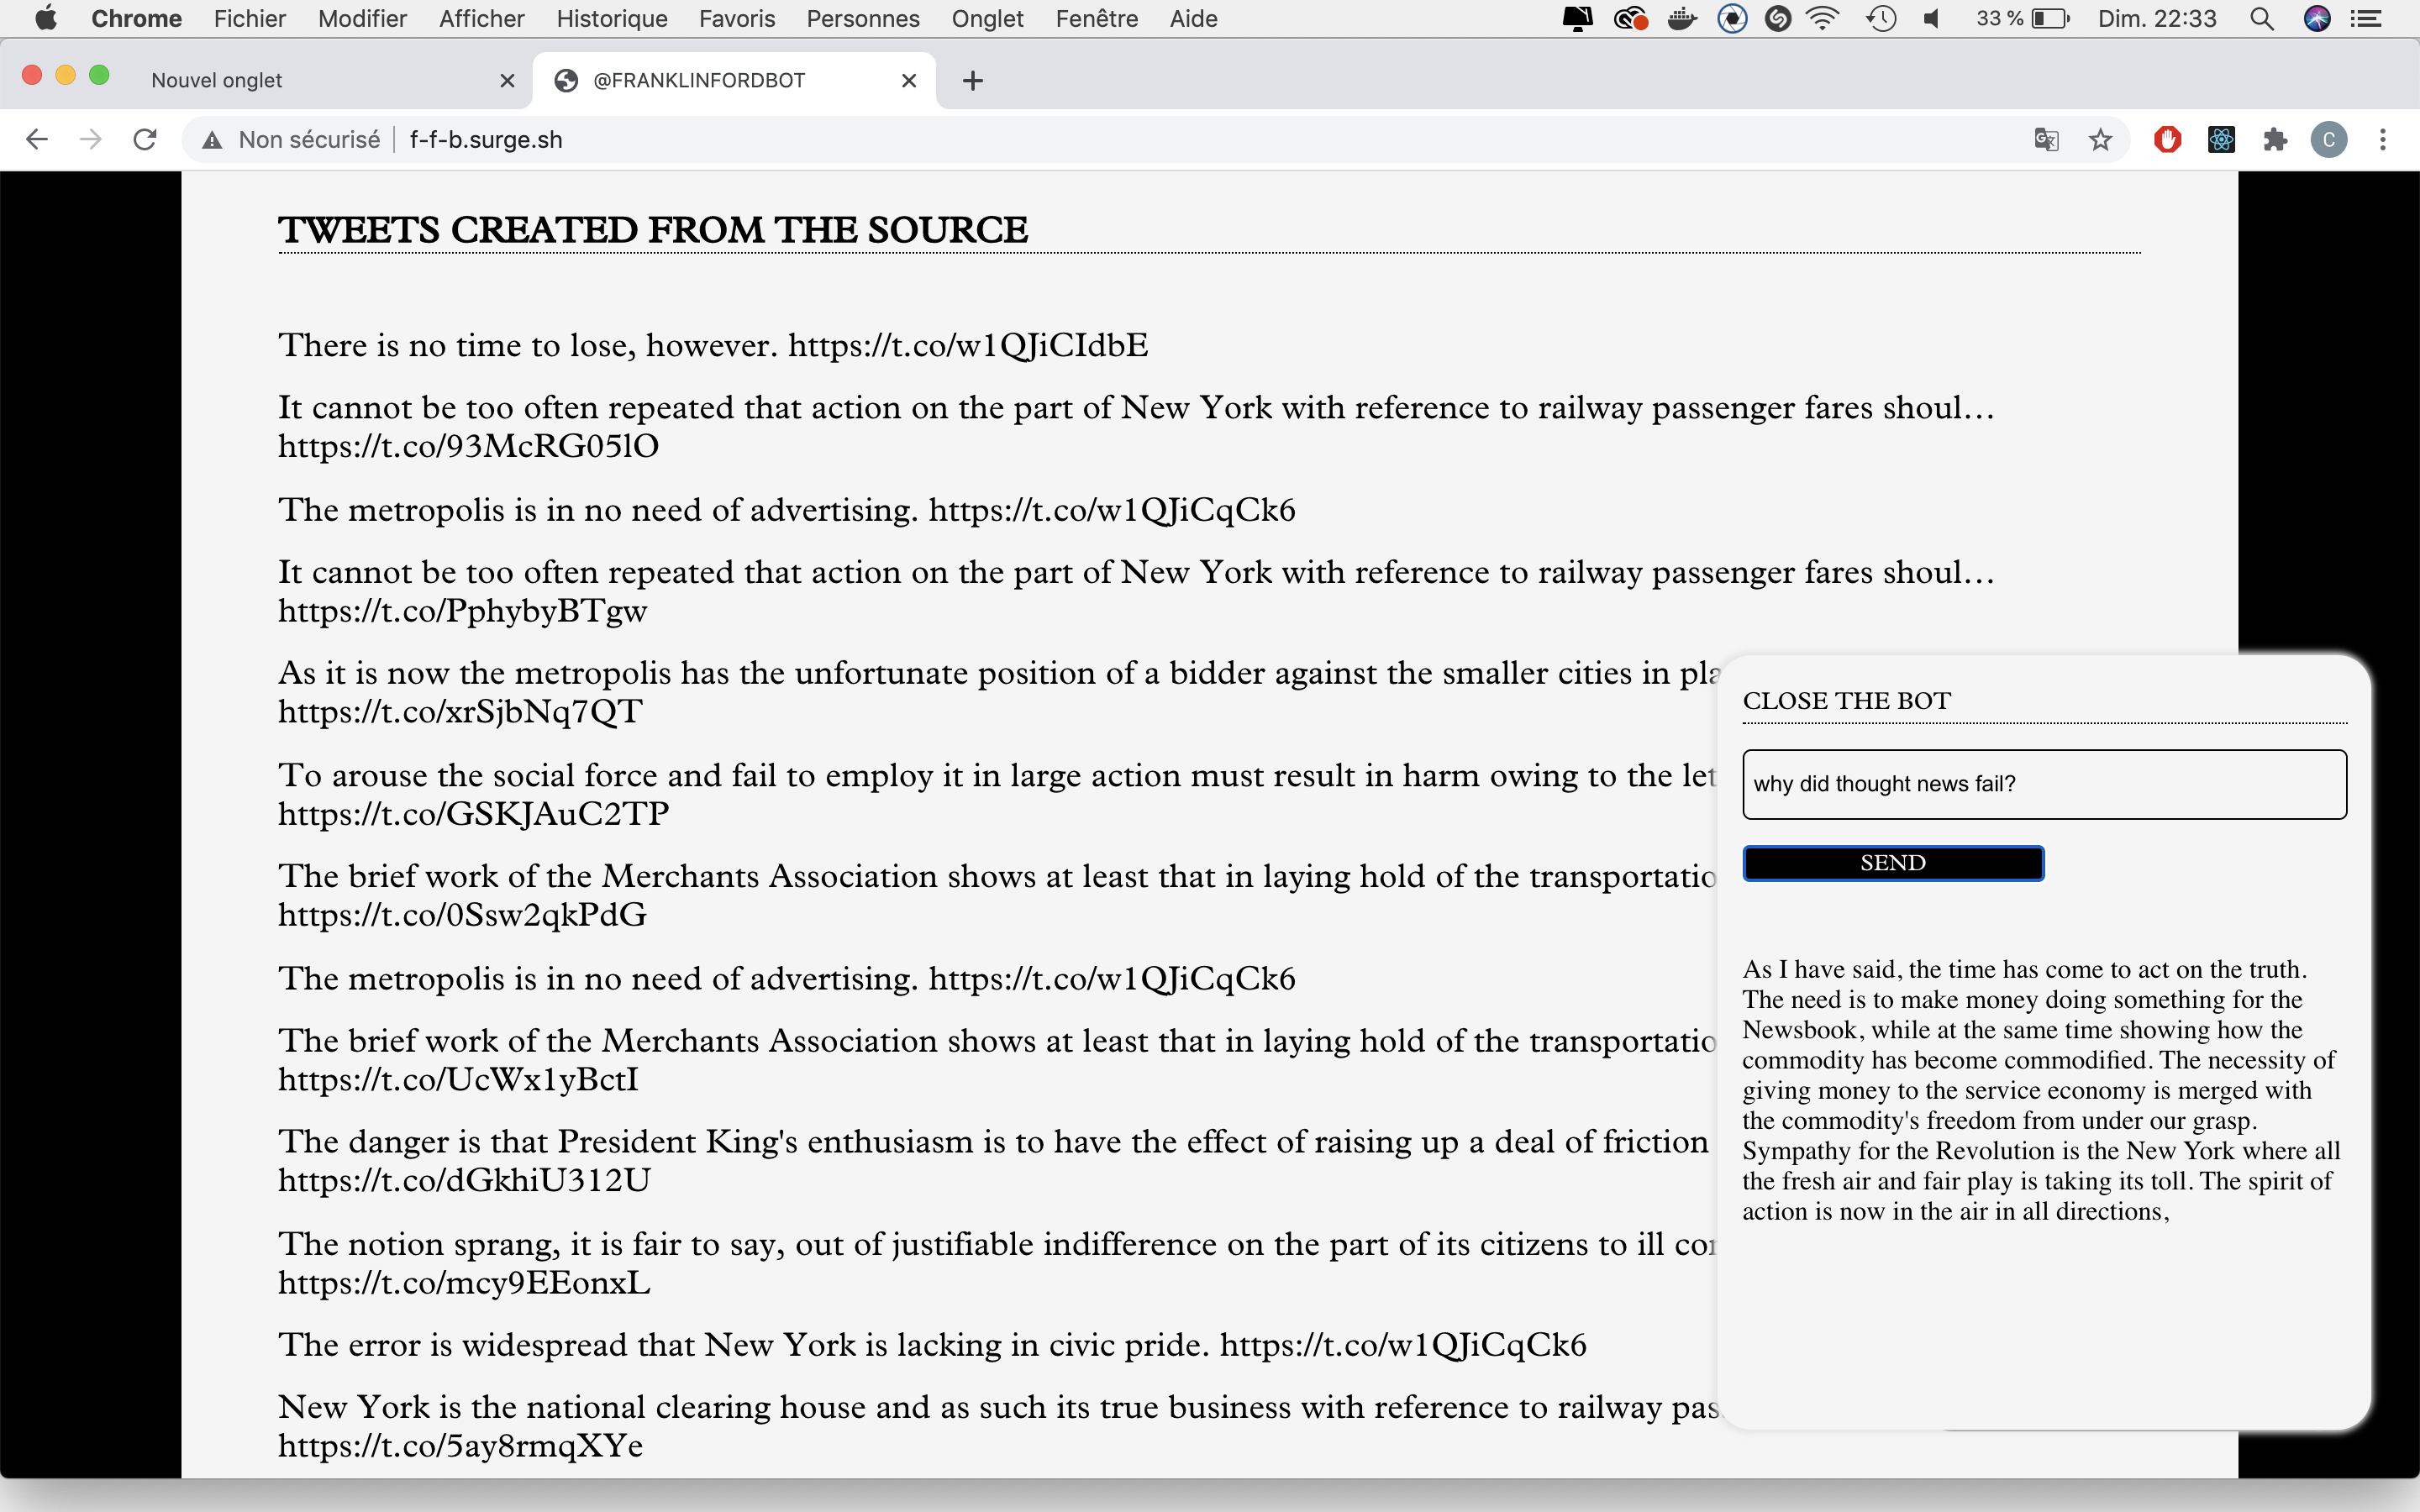 Chrome Fichier Modifier Afficher Historique Favoris Personnes Onglet Fenêtre Aide 33 % Dim. 22:33
Nouvel onglet @FRANKLINFORDBOT
Non sécurisé f-f-b.surge.sh C
TWEETS CREATED FROM THE SOURCE
There is no time to lose, however. https://t.co/w1QJiCIdbE
It cannot be too often repeated that action on the part of New York with reference to railway passenger fares shoul…
https://t.co/93McRG05lO
The metropolis is in no need of advertising. https://t.co/w1QJiCqCk6
It cannot be too often repeated that action on the part of New York with reference to railway passenger fares shoul…
https://t.co/PphybyBTgw
As it is now the metropolis has the unfortunate position of a bidder against the smaller cities in pla
https://t.co/xrSjbNq7QT
To arouse the social force and fail to employ it in large action must result in harm owing to the let
https://t.co/GSKJAuC2TP
The brief work of the Merchants Association shows at least that in laying hold of the transportatio
https://t.co/0Ssw2qkPdG
The metropolis is in no need of advertising. https://t.co/w1QJiCqCk6
The brief work of the Merchants Association shows at least that in laying hold of the transportatio
https://t.co/UcWx1yBctI
The danger is that President King's enthusiasm is to have the effect of raising up a deal of friction
https://t.co/dGkhiU312U
The notion sprang, it is fair to say, out of justifiable indifference on the part of its citizens to ill con
https://t.co/mcy9EEonxL
The error is widespread that New York is lacking in civic pride. https://t.co/w1QJiCqCk6
New York is the national clearing house and as such its true business with reference to railway pas
https://t.co/5ay8rmqXYe
CLOSE THE BOT
why did thought news fail?
SEND
As I have said, the time has come to act on the truth.
The need is to make money doing something for the
Newsbook, while at the same time showing how the
commodity has become commodified. The necessity of
giving money to the service economy is merged with
the commodity's freedom from under our grasp.
Sympathy for the Revolution is the New York where all
the fresh air and fair play is taking its toll. The spirit of
action is now in the air in all directions,